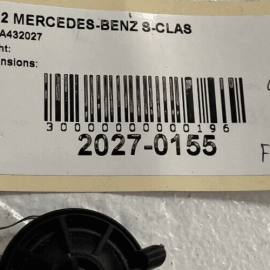 2 MERCEDES-BENZ S-CLAS
A432027
nt:
ensions:
3000000000196
2027-0155
F